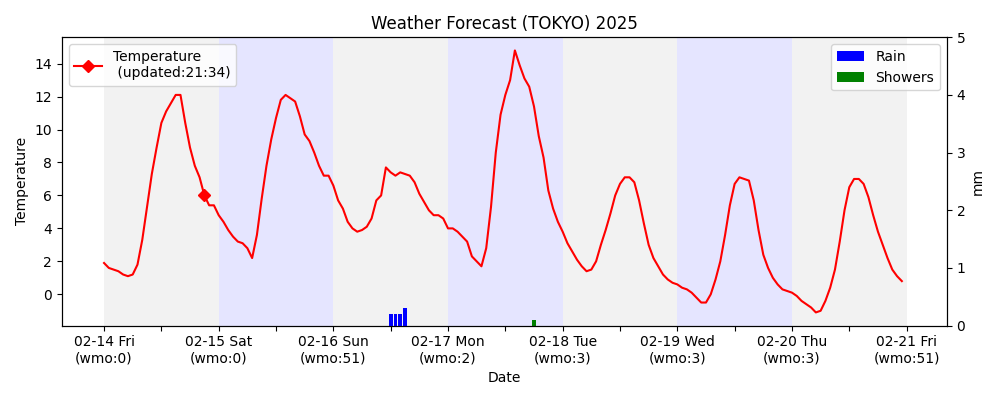 Weather Forecast (TOKYO) 2025
Temperature
(updated:21:34)
Rain
Showers
14
12
10
8
6
4
2
0
Temperature
5
4
3
2
1
0
mm
02-14 Fri
(wmo:0)
02-15 Sat
(wmo:0)
02-16 Sun
(wmo:51)
02-17 Mon
(wmo:2)
02-18 Tue
(wmo:3)
02-19 Wed
(wmo:3)
02-20 Thu
(wmo:3)
02-21 Fri
(wmo:51)
Date